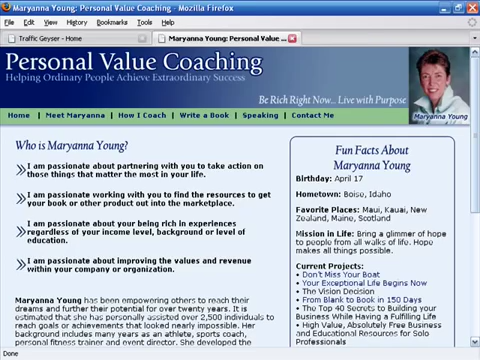 Maryanna Young: Personal Value Coaching - Mozilla Firefox
File Edit View History Bookmarks Tools Help
Traffic Geyser - Home
Maryanna Young: Personal Value ...
Personal Value Coaching
Helping Ordinary People Achieve Extraordinary Success
Be Rich Right Now... Live with Purpose
Maryanna Young
Home | Meet Maryanna | How I Coach | Write a Book | Speaking | Contact Me
Who is Maryanna Young?
I am passionate about partnering with you to take action on
those things that matter the most in your life.
I am passionate working with you to find the resources to get
your book or other product out into the marketplace.
I am passionate about your being rich in experiences
regardless of your income level, background or level of
education.
I am passionate about improving the values and revenue
within your company or organization.
Maryanna Young has been empowering others to reach their
dreams and further their potential for over twenty years. It is
estimated that she has personally assisted over 2,500 individuals to
reach goals or achievements that looked nearly impossible. Her
background includes many years as an athlete, sports coach,
personal fitness trainer and event director. She developed the
Fun Facts About
Maryanna Young
Birthday: April 17
Hometown: Boise, Idaho
Favorite Places: Maui, Kauai, New
Zealand, Maine, Scotland
Mission in Life: Bring a glimmer of hope
to people from all walks of life. Hope
makes all things possible.
Current Projects:
• Don't Miss Your Boat
• Your Exceptional Life Begins Now
• The Vision Decision
• From Blank to Book in 150 Days
• The Top 40 Secrets to Building your
Business While Having a Fulfilling Life
• High Value, Absolutely Free Business
and Educational Resources for Solo
Professionals
Done